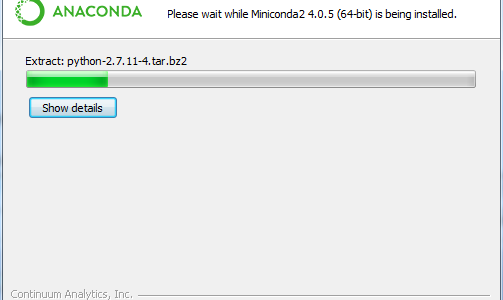 ANACONDA
Please wait while Miniconda2 4.0.5 (64-bit) is being installed.
Extract: python-2.7.11-4.tar.bz2
Show details
Continuum Analytics, Inc.